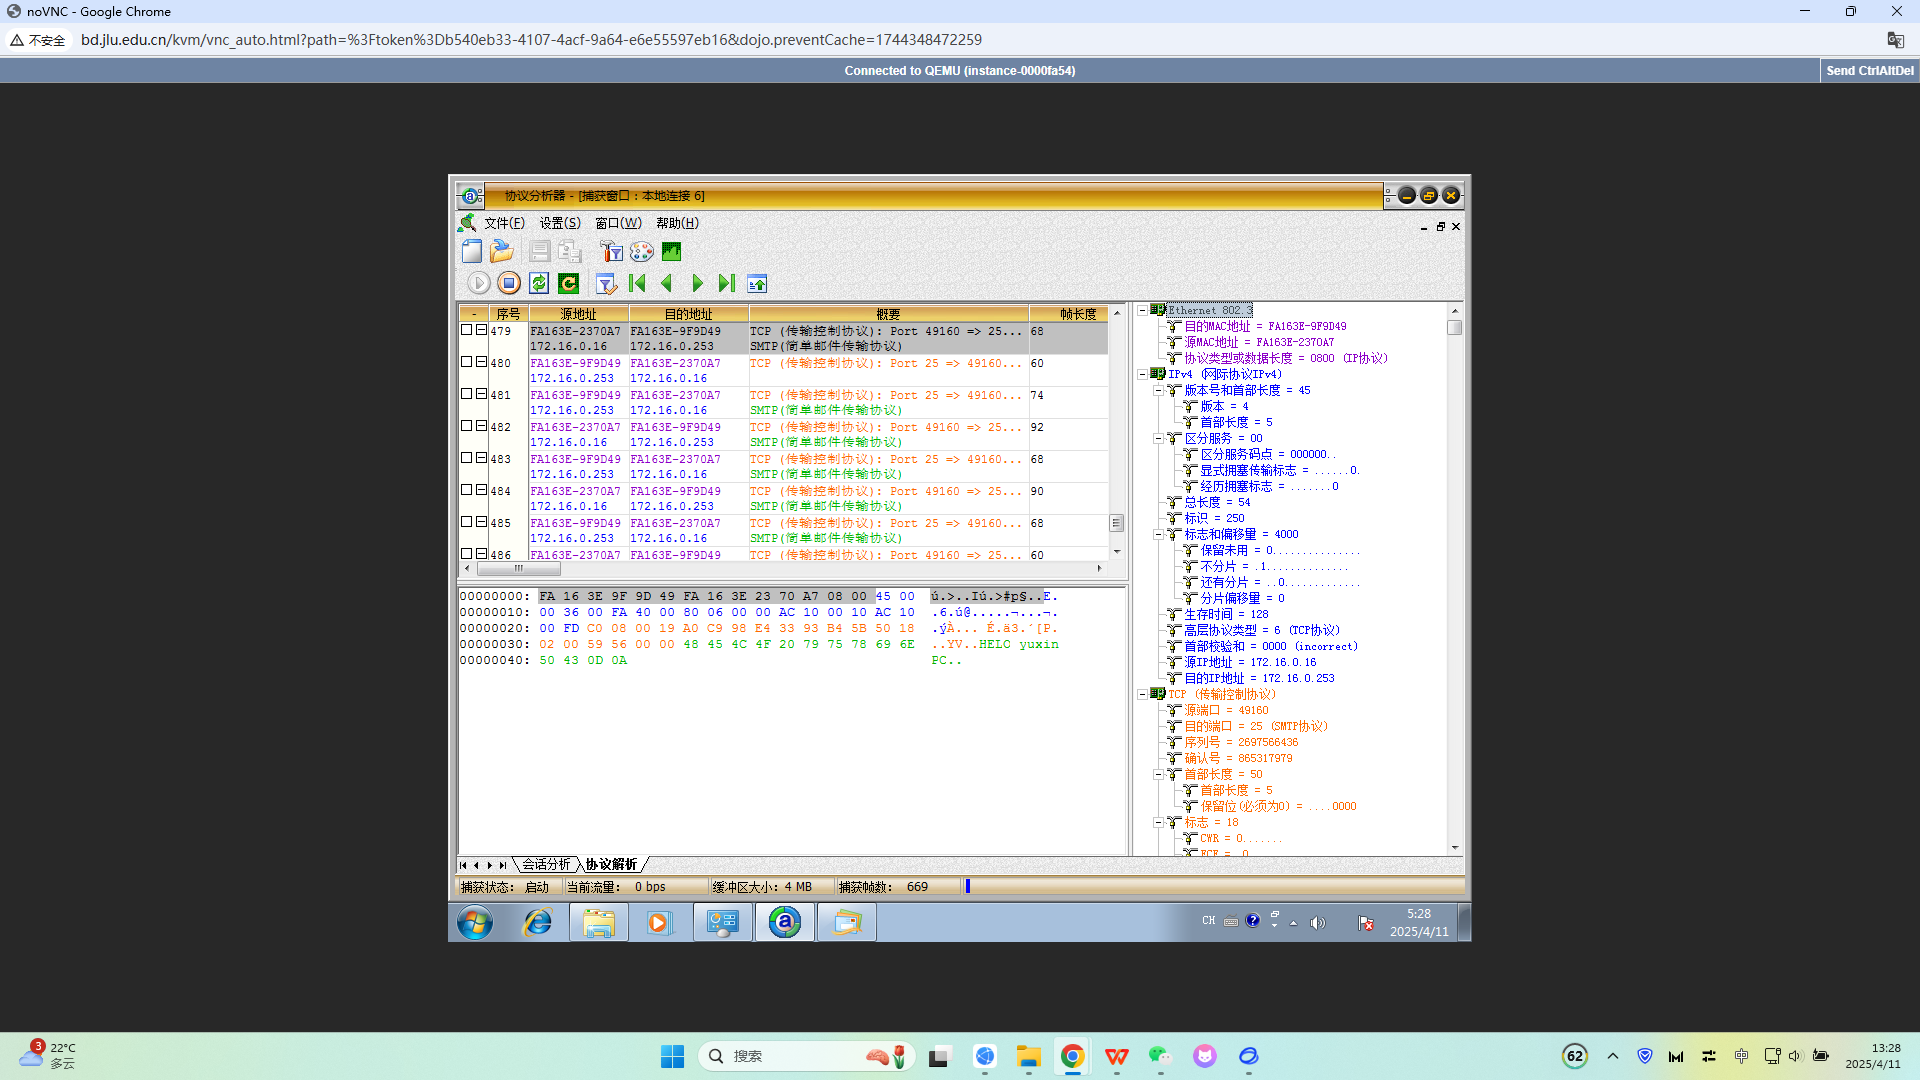 noVNC - Google Chrome
不安全
bd.jlu.edu.cn/kvm/vnc_auto.html?path=%3Ftoken%3Db540eb33-4107-4acf-9a64-e6e55597eb16&dojo.preventCache=1744348472259
Connected to QEMU (instance-0000fa54)
Send CtrlAltDel
协议分析器 - [捕获窗口：本地连接 6]
文件(F) 设置(S) 窗口(W) 帮助(H)
- 序号 源地址 目的地址 概要 帧长度
479 FA163E-2370A7 FA163E-9F9D49 TCP (传输控制协议): Port 49160 => 25... 68
172.16.0.16 172.16.0.253 SMTP(简单邮件传输协议)
480 FA163E-9F9D49 FA163E-2370A7 TCP (传输控制协议): Port 25 => 49160... 60
172.16.0.253 172.16.0.16
481 FA163E-9F9D49 FA163E-2370A7 TCP (传输控制协议): Port 25 => 49160... 74
172.16.0.253 172.16.0.16 SMTP(简单邮件传输协议)
482 FA163E-2370A7 FA163E-9F9D49 TCP (传输控制协议): Port 49160 => 25... 92
172.16.0.16 172.16.0.253 SMTP(简单邮件传输协议)
483 FA163E-9F9D49 FA163E-2370A7 TCP (传输控制协议): Port 25 => 49160... 68
172.16.0.253 172.16.0.16 SMTP(简单邮件传输协议)
484 FA163E-2370A7 FA163E-9F9D49 TCP (传输控制协议): Port 49160 => 25... 90
172.16.0.16 172.16.0.253 SMTP(简单邮件传输协议)
485 FA163E-9F9D49 FA163E-2370A7 TCP (传输控制协议): Port 25 => 49160... 68
172.16.0.253 172.16.0.16 SMTP(简单邮件传输协议)
486 FA163E-2370A7 FA163E-9F9D49 TCP (传输控制协议): Port 49160 => 25... 60
00000000: FA 16 3E 9F 9D 49 FA 16 3E 23 70 A7 08 00 45 00 ú.>..Iú.>#p§..E.
00000010: 00 36 00 FA 40 00 80 06 00 00 AC 10 00 10 AC 10 .6.ú@.....¬...¬.
00000020: 00 FD C0 08 00 19 A0 C9 98 E4 33 93 B4 5B 50 18 .ýÀ... É.ä3.´[P.
00000030: 02 00 59 56 00 00 48 45 4C 4F 20 79 75 78 69 6E ..YV..HELO yuxin
00000040: 50 43 0D 0A PC..
Ethernet 802.3
目的MAC地址 = FA163E-9F9D49
源MAC地址 = FA163E-2370A7
协议类型或数据长度 = 0800 (IP协议)
IPv4 (网际协议IPv4)
版本号和首部长度 = 45
版本 = 4
首部长度 = 5
区分服务 = 00
区分服务码点 = 000000..
显式拥塞传输标志 = ......0.
经历拥塞标志 = .......0
总长度 = 54
标识 = 250
标志和偏移量 = 4000
保留未用 = 0...............
不分片 = .1..............
还有分片 = ..0.............
分片偏移量 = 0
生存时间 = 128
高层协议类型 = 6 (TCP协议)
首部校验和 = 0000 (incorrect)
源IP地址 = 172.16.0.16
目的IP地址 = 172.16.0.253
TCP (传输控制协议)
源端口 = 49160
目的端口 = 25 (SMTP协议)
序列号 = 2697566436
确认号 = 865317979
首部长度 = 50
首部长度 = 5
保留位(必须为0) = ....0000
标志 = 18
CWR = 0.......
会话分析 协议解析
捕获状态： 启动 当前流量： 0 bps 缓冲区大小：4 MB 捕获帧数： 669
CH
5:28
2025/4/11
3
22°C
多云
搜索
62
中
13:28
2025/4/11